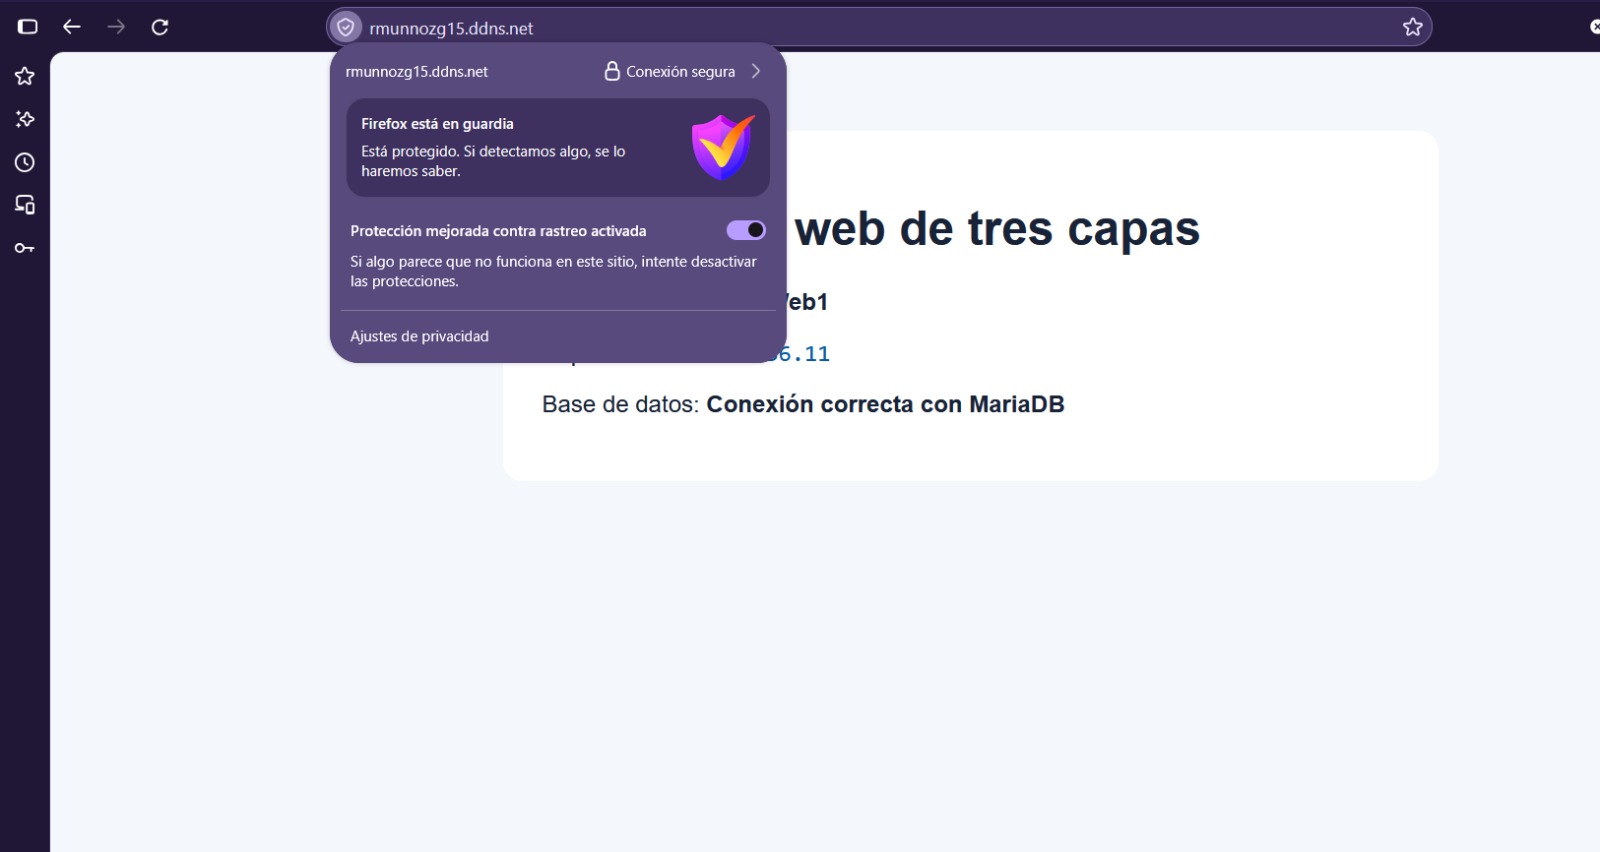 rmunnozg15.ddns.net
rmunnozg15.ddns.net Conexión segura
Firefox está en guardia
Está protegido. Si detectamos algo, se lo
haremos saber.
Protección mejorada contra rastreo activada
Si algo parece que no funciona en este sitio, intente desactivar
las protecciones.
Ajustes de privacidad
web de tres capas
eb1
6.11
Base de datos: Conexión correcta con MariaDB